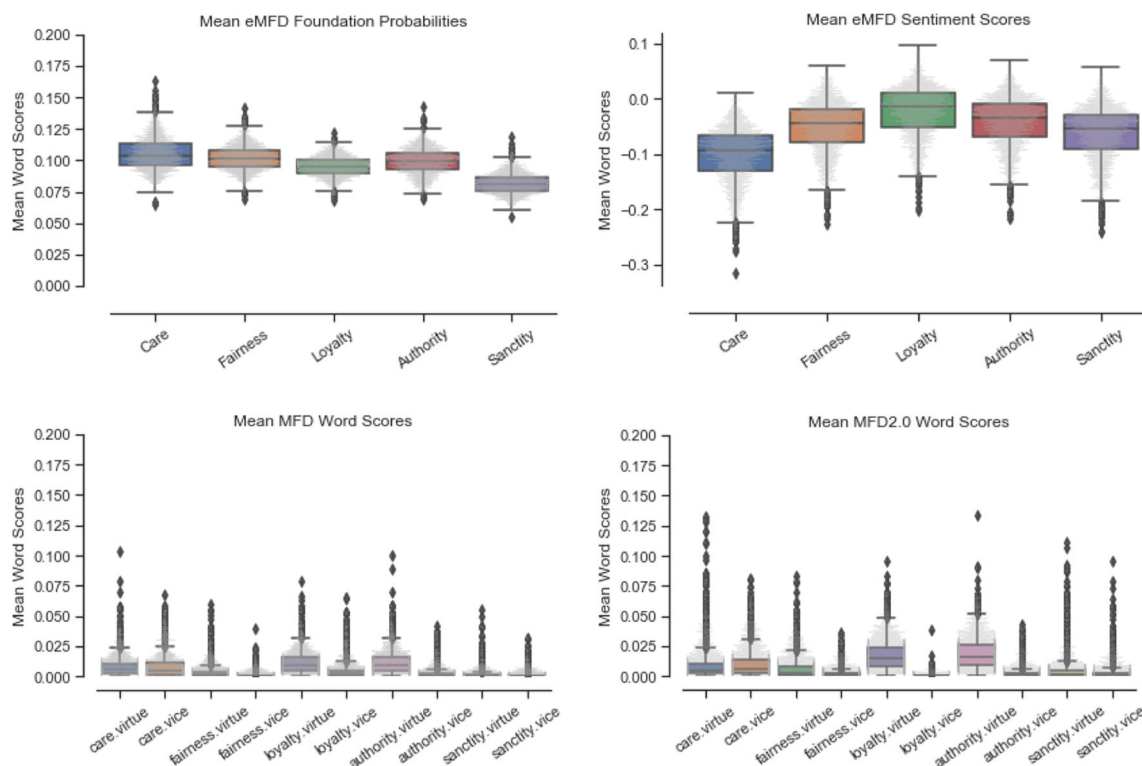 Mean eMFD Foundation Probabilities
Mean Word Scores
0.200
0.175
0.150
0.125
0.100
0.075
0.050
0.025
0.000
Care
Fairness
Loyalty
Authority
Sanctity
Mean eMFD Sentiment Scores
Mean Word Scores
0.1
0.0
−0.1
−0.2
−0.3
Care
Fairness
Loyalty
Authority
Sanctity
Mean MFD Word Scores
Mean Word Scores
0.200
0.175
0.150
0.125
0.100
0.075
0.050
0.025
0.000
care.virtue
care.vice
fairness.virtue
fairness.vice
loyalty.virtue
loyalty.vice
authority.virtue
authority.vice
sanctity.virtue
sanctity.vice
Mean MFD2.0 Word Scores
Mean Word Scores
0.200
0.175
0.150
0.125
0.100
0.075
0.050
0.025
0.000
care.virtue
care.vice
fairness.virtue
fairness.vice
loyalty.virtue
loyalty.vice
authority.virtue
authority.vice
sanctity.virtue
sanctity.vice